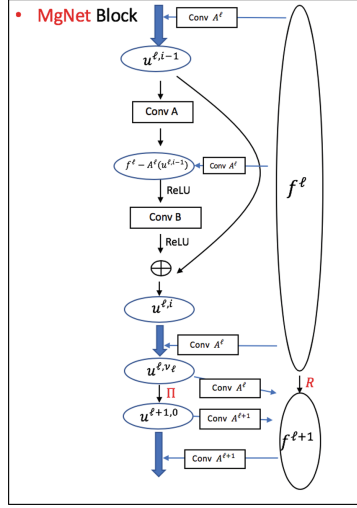 • MgNet Block
Conv A^ℓ
u^{ℓ,i−1}
Conv A
f^ℓ − A^ℓ(u^{ℓ,i−1})
Conv A^ℓ
ReLU
f^ℓ
Conv B
ReLU
u^{ℓ,i}
Conv A^ℓ
u^{ℓ,ν_ℓ}
R
Conv A^ℓ
Π
u^{ℓ+1,0}
Conv A^{ℓ+1}
f^{ℓ+1}
Conv A^{ℓ+1}